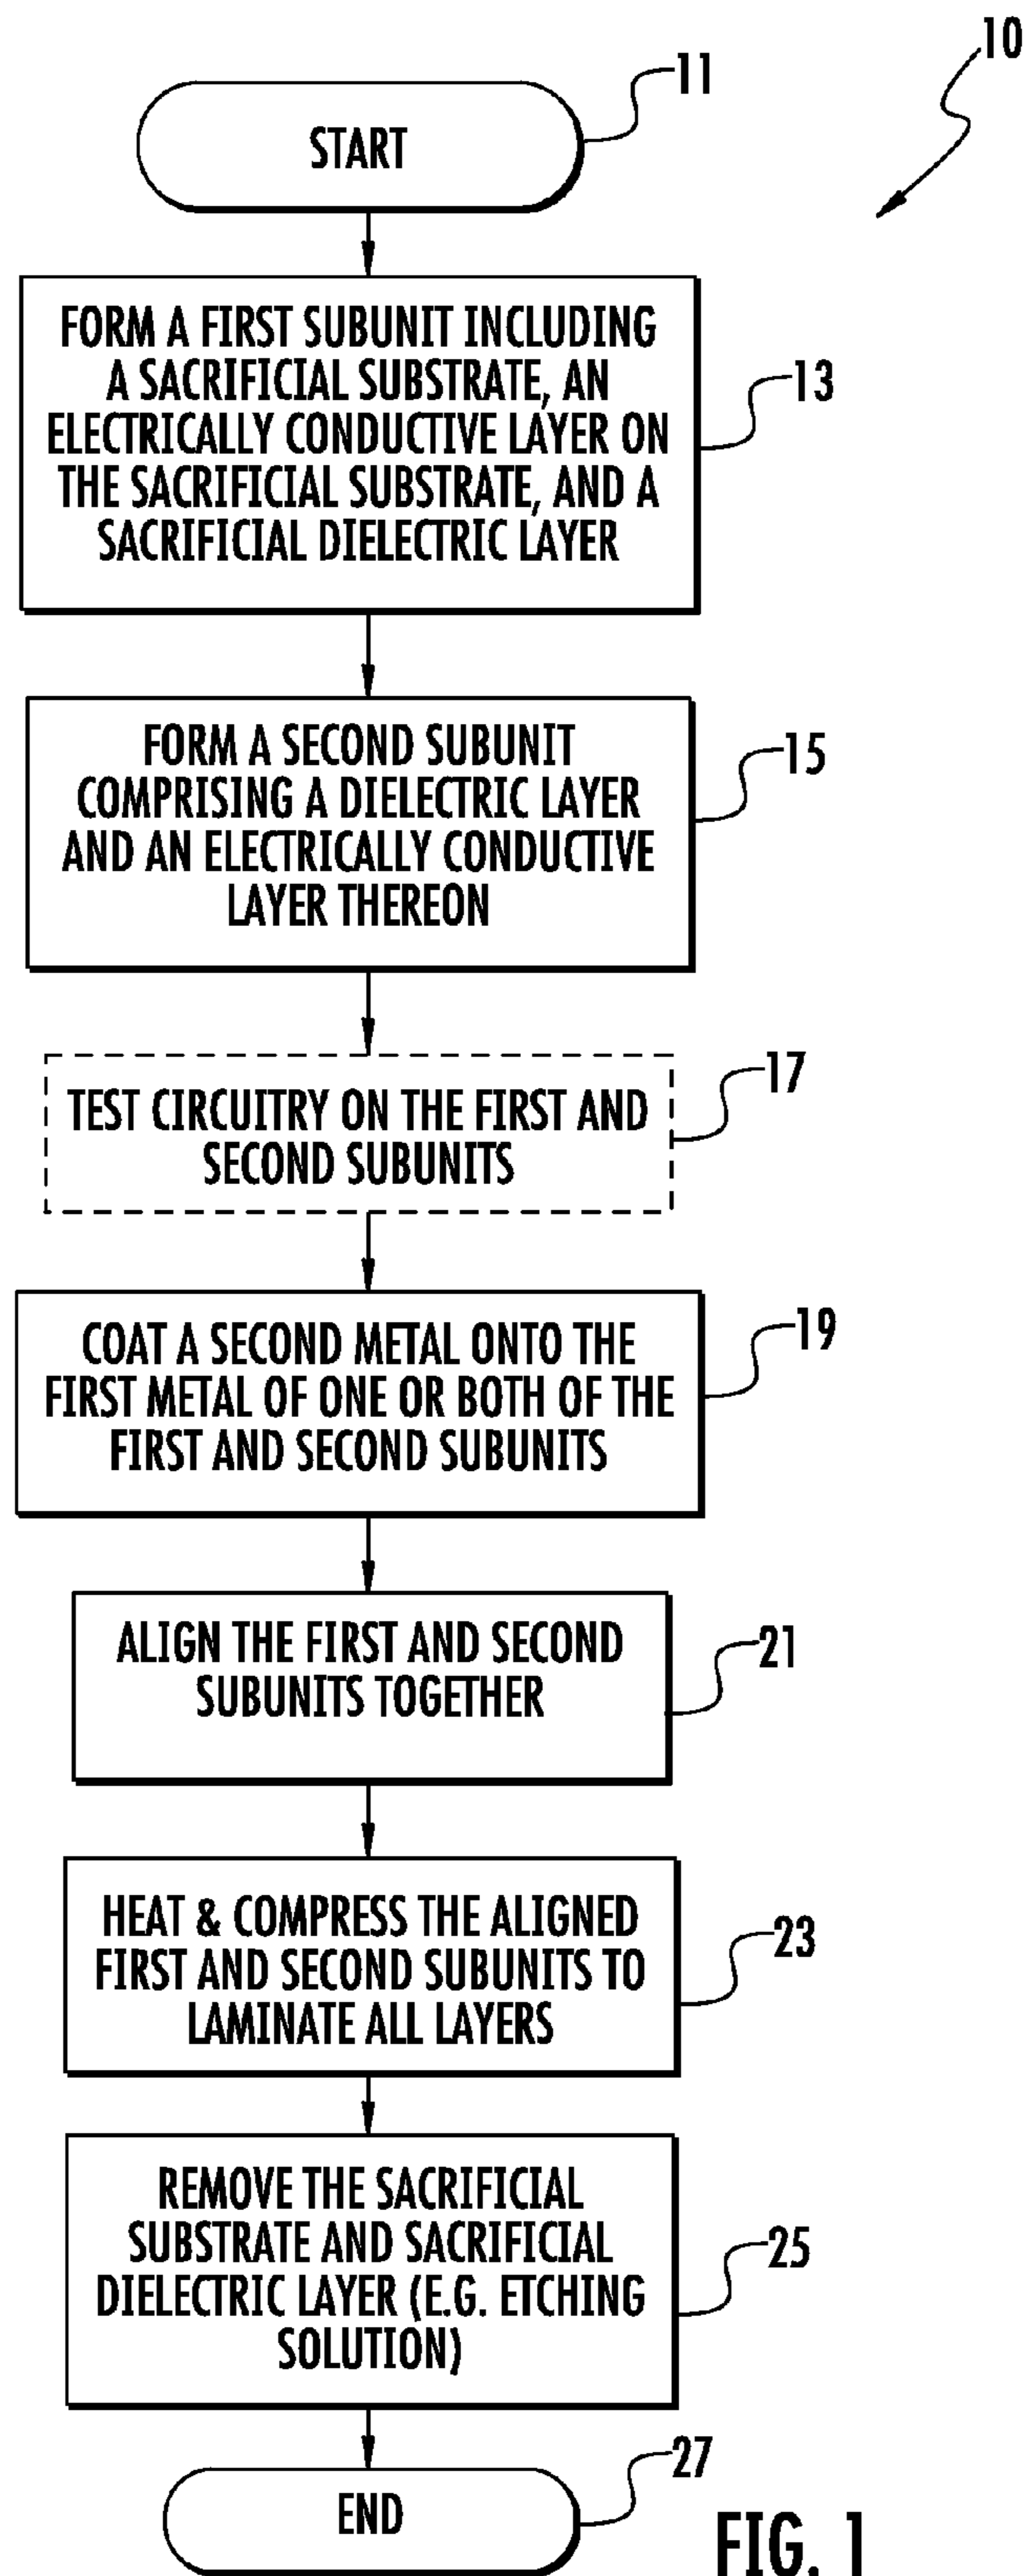 10
11
START
FORM A FIRST SUBUNIT INCLUDING
A SACRIFICIAL SUBSTRATE, AN
ELECTRICALLY CONDUCTIVE LAYER ON
THE SACRIFICIAL SUBSTRATE, AND A
SACRIFICIAL DIELECTRIC LAYER
13
FORM A SECOND SUBUNIT
COMPRISING A DIELECTRIC LAYER
AND AN ELECTRICALLY CONDUCTIVE
LAYER THEREON
15
TEST CIRCUITRY ON THE FIRST AND
SECOND SUBUNITS
17
COAT A SECOND METAL ONTO THE
FIRST METAL OF ONE OR BOTH OF THE
FIRST AND SECOND SUBUNITS
19
ALIGN THE FIRST AND SECOND
SUBUNITS TOGETHER
21
HEAT & COMPRESS THE ALIGNED
FIRST AND SECOND SUBUNITS TO
LAMINATE ALL LAYERS
23
REMOVE THE SACRIFICIAL
SUBSTRATE AND SACRIFICIAL
DIELECTRIC LAYER (E.G. ETCHING
SOLUTION)
25
END
27
FIG. 1